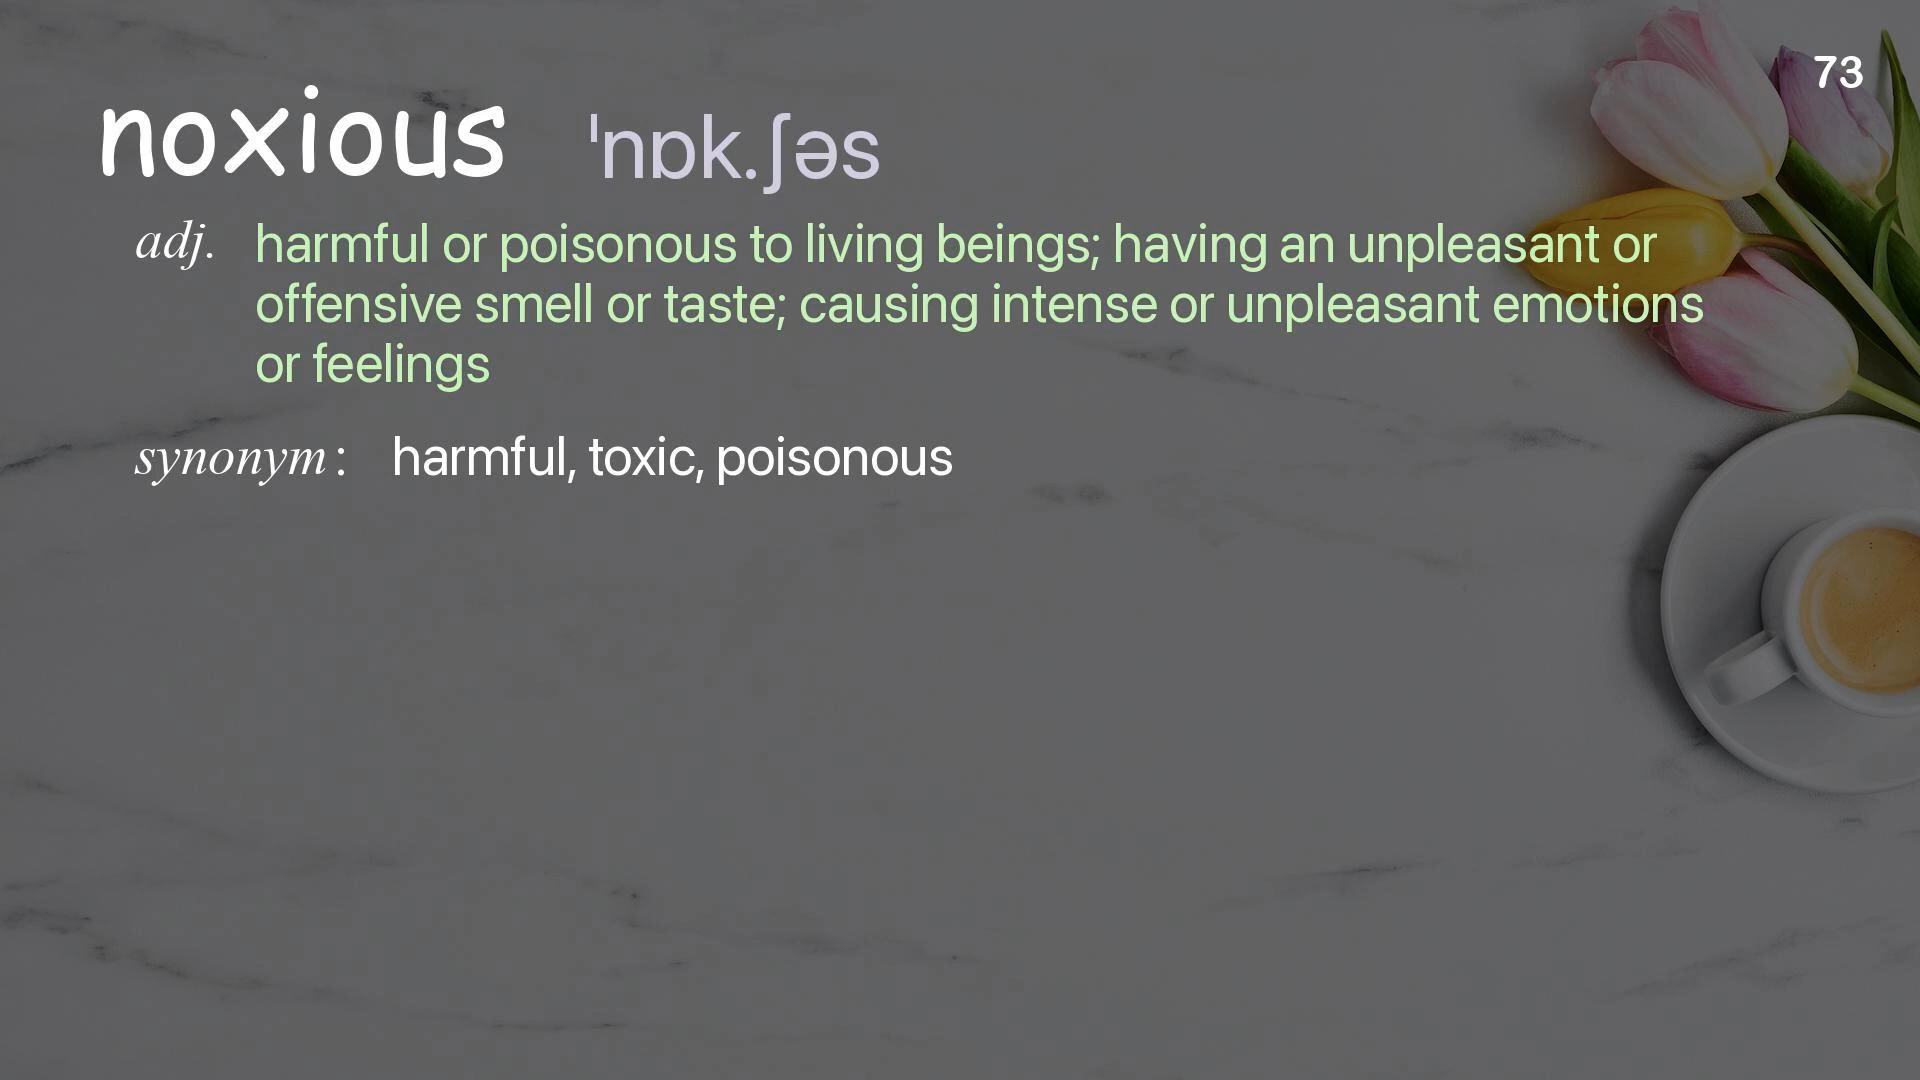 73
noxious ˈnɒk.ʃəs
adj. harmful or poisonous to living beings; having an unpleasant or
offensive smell or taste; causing intense or unpleasant emotions
or feelings
synonym : harmful, toxic, poisonous